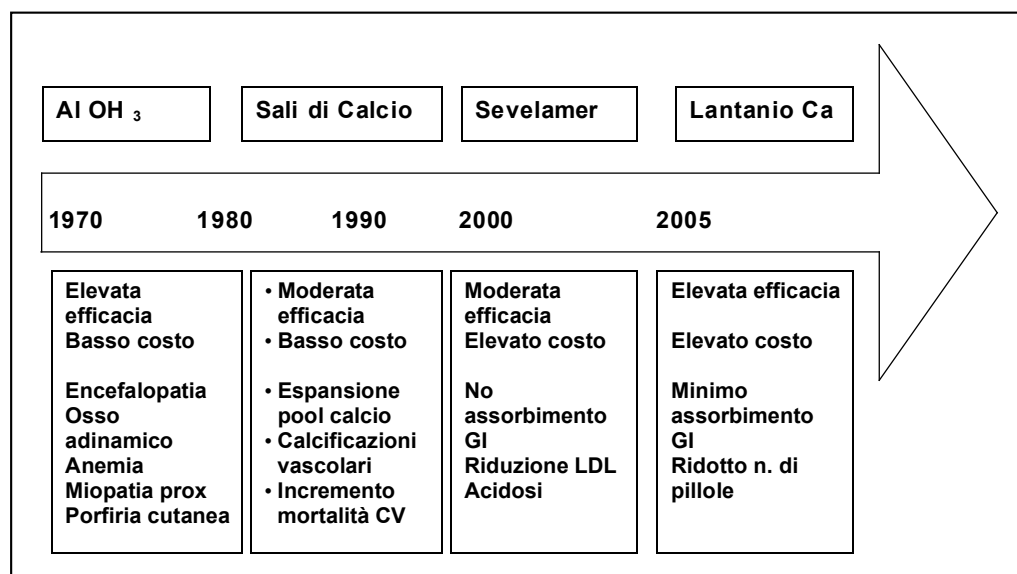 Al OH 3
Sali di Calcio
Sevelamer
Lantanio Ca
1970
1980
1990
2000
2005
Elevata
efficacia
Basso costo
Encefalopatia
Osso
adinamico
Anemia
Miopatia prox
Porfiria cutanea
• Moderata
efficacia
• Basso costo
• Espansione
pool calcio
• Calcificazioni
vascolari
• Incremento
mortalità CV
Moderata
efficacia
Elevato costo
No
assorbimento
GI
Riduzione LDL
Acidosi
Elevata efficacia
Elevato costo
Minimo
assorbimento
GI
Ridotto n. di
pillole